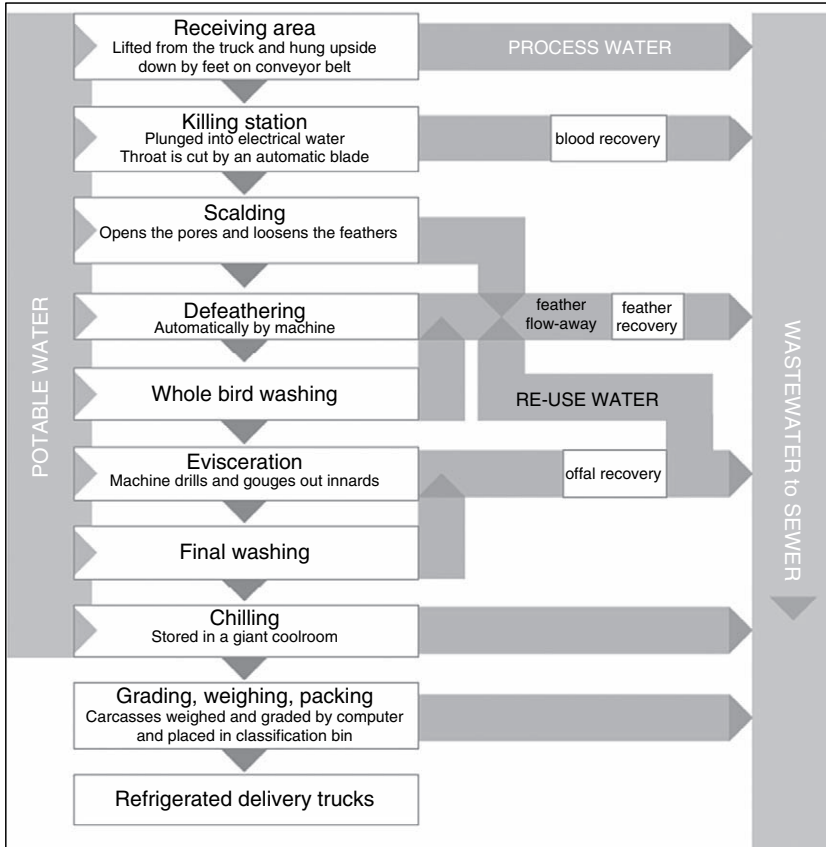 Receiving area
Lifted from the truck and hung upside
down by feet on conveyor belt
PROCESS WATER
Killing station
Plunged into electrical water
Throat is cut by an automatic blade
blood recovery
Scalding
Opens the pores and loosens the feathers
POTABLE WATER
Defeathering
Automatically by machine
feather
flow-away
feather
recovery
Whole bird washing
RE-USE WATER
WASTEWATER to SEWER
Evisceration
Machine drills and gouges out innards
offal recovery
Final washing
Chilling
Stored in a giant coolroom
Grading, weighing, packing
Carcasses weighed and graded by computer
and placed in classification bin
Refrigerated delivery trucks